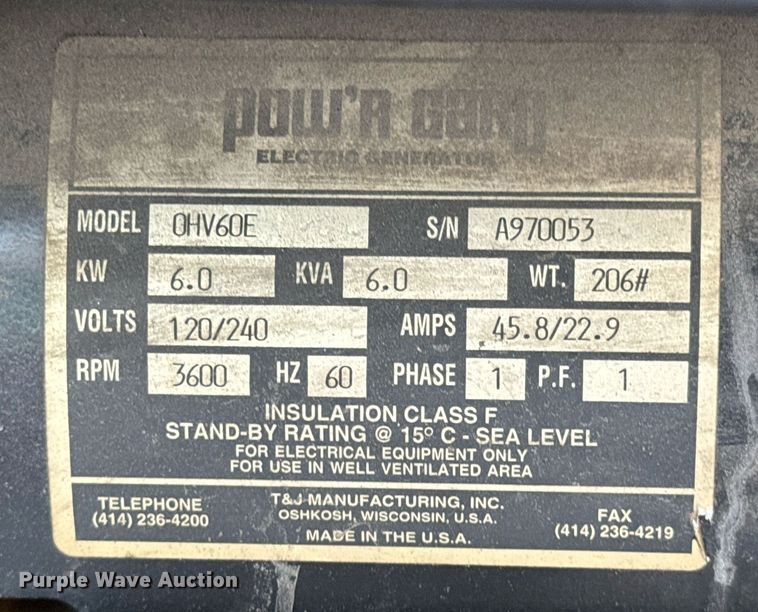 POW'R GARD
ELECTRIC GENERATOR
MODEL OHV60E S/N A970053
KW 6.0 KVA 6.0 WT. 206#
VOLTS 120/240 AMPS 45.8/22.9
RPM 3600 HZ 60 PHASE 1 P.F. 1
INSULATION CLASS F
STAND-BY RATING @ 15° C - SEA LEVEL
FOR ELECTRICAL EQUIPMENT ONLY
FOR USE IN WELL VENTILATED AREA
TELEPHONE
(414) 236-4200
T&J MANUFACTURING, INC.
OSHKOSH, WISCONSIN, U.S.A.
MADE IN THE U.S.A.
FAX
(414) 236-4219
Purple Wave Auction